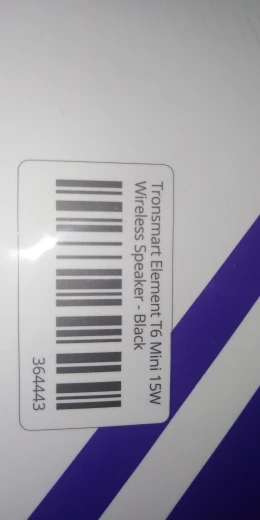 Tronsmart Element T6 Mini 15W
Wireless Speaker - Black
364443